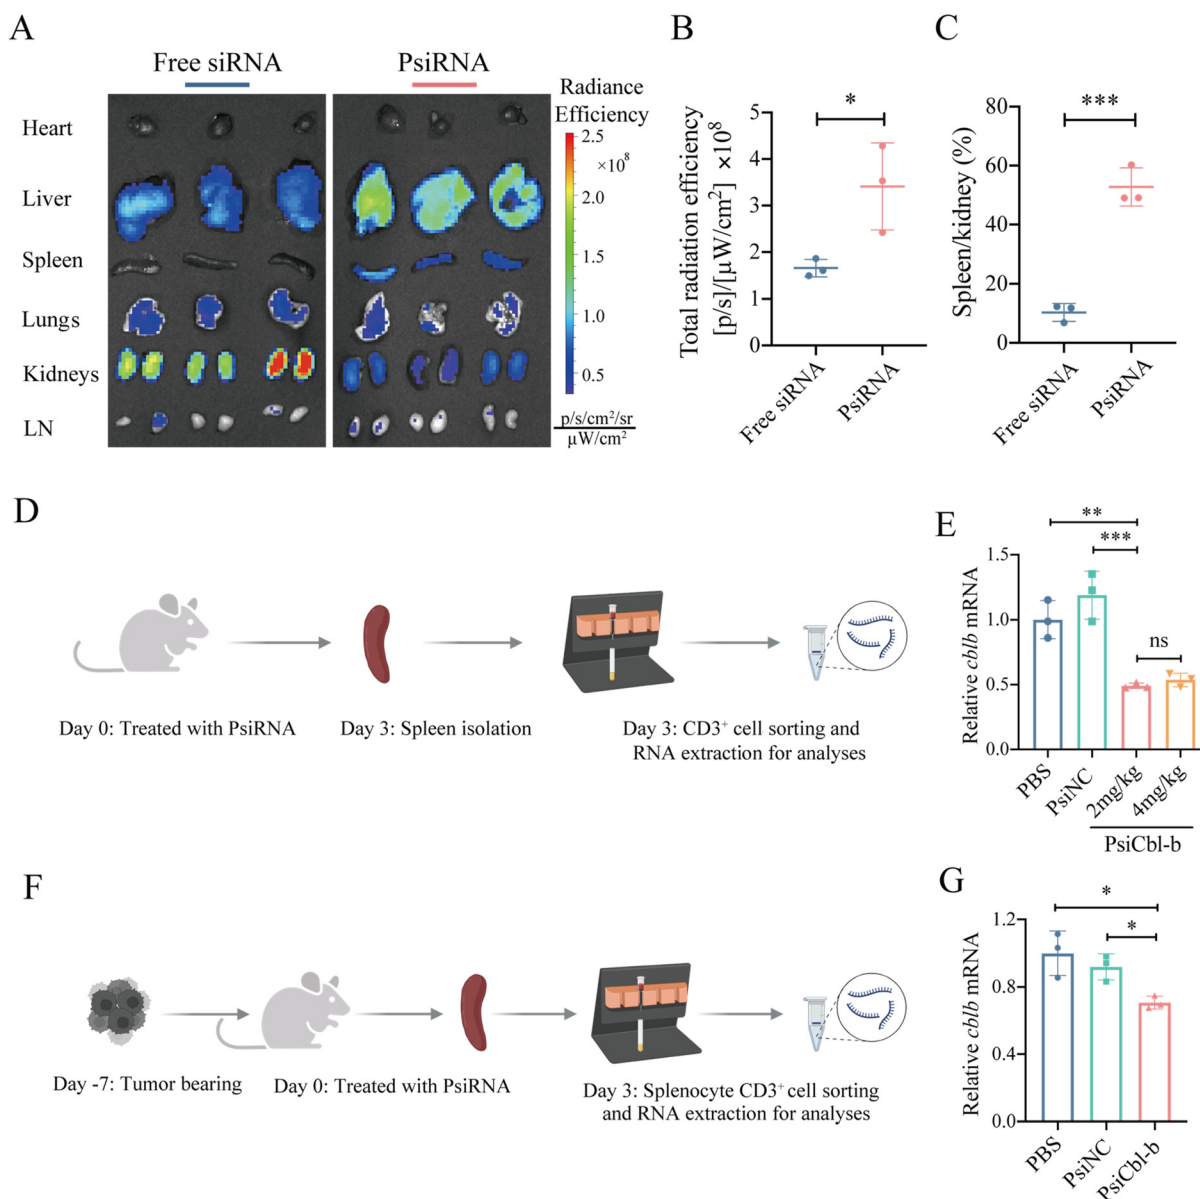 A
Free siRNA
PsiRNA
Radiance
Efficiency
Heart
Liver
Spleen
Lungs
Kidneys
LN
2.5
×10⁸
2.0
1.5
1.0
0.5
p/s/cm²/sr
μW/cm²
B
Total radiation efficiency
[p/s]/[μW/cm²] ×10⁸
5
4
3
2
1
0
*
Free siRNA
PsiRNA
C
Spleen/kidney (%)
80
60
40
20
0
***
Free siRNA
PsiRNA
D
Day 0: Treated with PsiRNA
Day 3: Spleen isolation
Day 3: CD3⁺ cell sorting and
RNA extraction for analyses
E
Relative cblb mRNA
1.5
1.0
0.5
0.0
**
***
ns
PBS
PsiNC
2mg/kg
4mg/kg
PsiCbl-b
F
Day -7: Tumor bearing
Day 0: Treated with PsiRNA
Day 3: Splenocyte CD3⁺ cell sorting
and RNA extraction for analyses
G
Relative cblb mRNA
1.2
0.8
0.4
0.0
*
*
PBS
PsiNC
PsiCbl-b